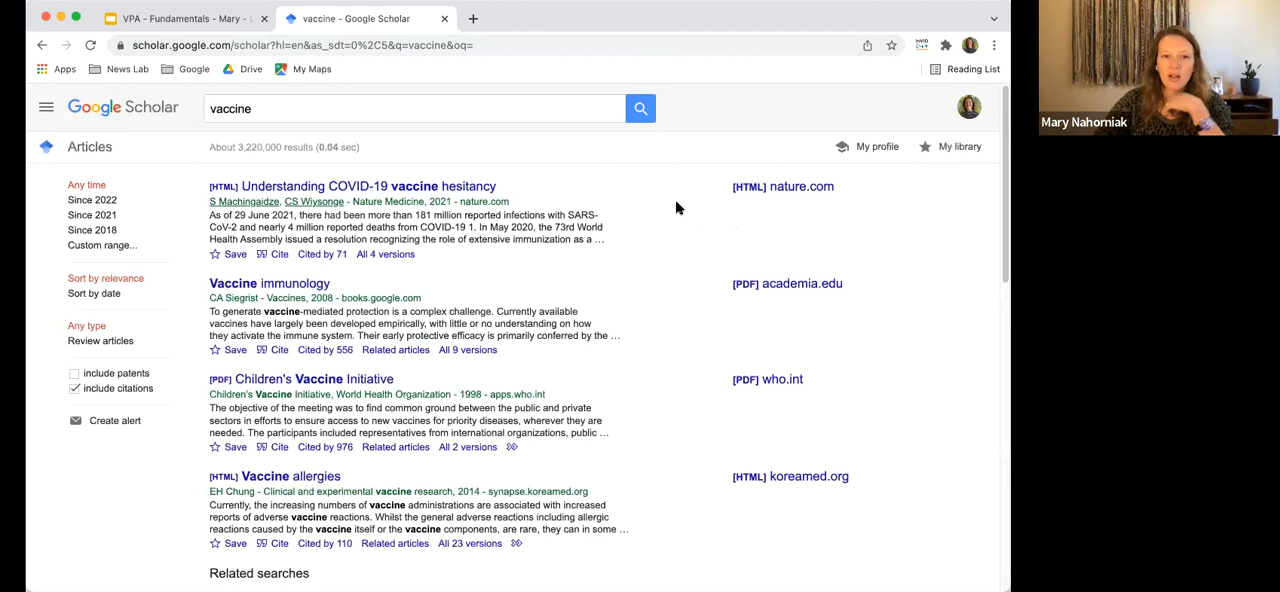 VPA - Fundamentals - Mary -
vaccine - Google Scholar
scholar.google.com/scholar?hl=en&as_sdt=0%2C5&q=vaccine&oq=
Apps News Lab Google Drive My Maps Reading List
Google Scholar vaccine
Mary Nahorniak
Articles About 3,220,000 results (0.04 sec) My profile My library
Any time
Since 2022
Since 2021
Since 2018
Custom range...
Sort by relevance
Sort by date
Any type
Review articles
include patents
include citations
Create alert
[HTML] Understanding COVID-19 vaccine hesitancy
S Machingaidze, CS Wiysonge - Nature Medicine, 2021 - nature.com
As of 29 June 2021, there had been more than 181 million reported infections with SARS-
CoV-2 and nearly 4 million reported deaths from COVID-19 1. In May 2020, the 73rd World
Health Assembly issued a resolution recognizing the role of extensive immunization as a ...
Save Cite Cited by 71 All 4 versions
[HTML] nature.com
Vaccine immunology
CA Siegrist - Vaccines, 2008 - books.google.com
To generate vaccine-mediated protection is a complex challenge. Currently available
vaccines have largely been developed empirically, with little or no understanding on how
they activate the immune system. Their early protective efficacy is primarily conferred by the ...
Save Cite Cited by 556 Related articles All 9 versions
[PDF] academia.edu
[PDF] Children's Vaccine Initiative
Children's Vaccine Initiative, World Health Organization - 1998 - apps.who.int
The objective of the meeting was to find common ground between the public and private
sectors in efforts to ensure access to new vaccines for priority diseases, wherever they are
needed. The participants included representatives from international organizations, public ...
Save Cite Cited by 976 Related articles All 2 versions
[PDF] who.int
[HTML] Vaccine allergies
EH Chung - Clinical and experimental vaccine research, 2014 - synapse.koreamed.org
Currently, the increasing numbers of vaccine administrations are associated with increased
reports of adverse vaccine reactions. Whilst the general adverse reactions including allergic
reactions caused by the vaccine itself or the vaccine components, are rare, they can in some ...
Save Cite Cited by 110 Related articles All 23 versions
[HTML] koreamed.org
Related searches